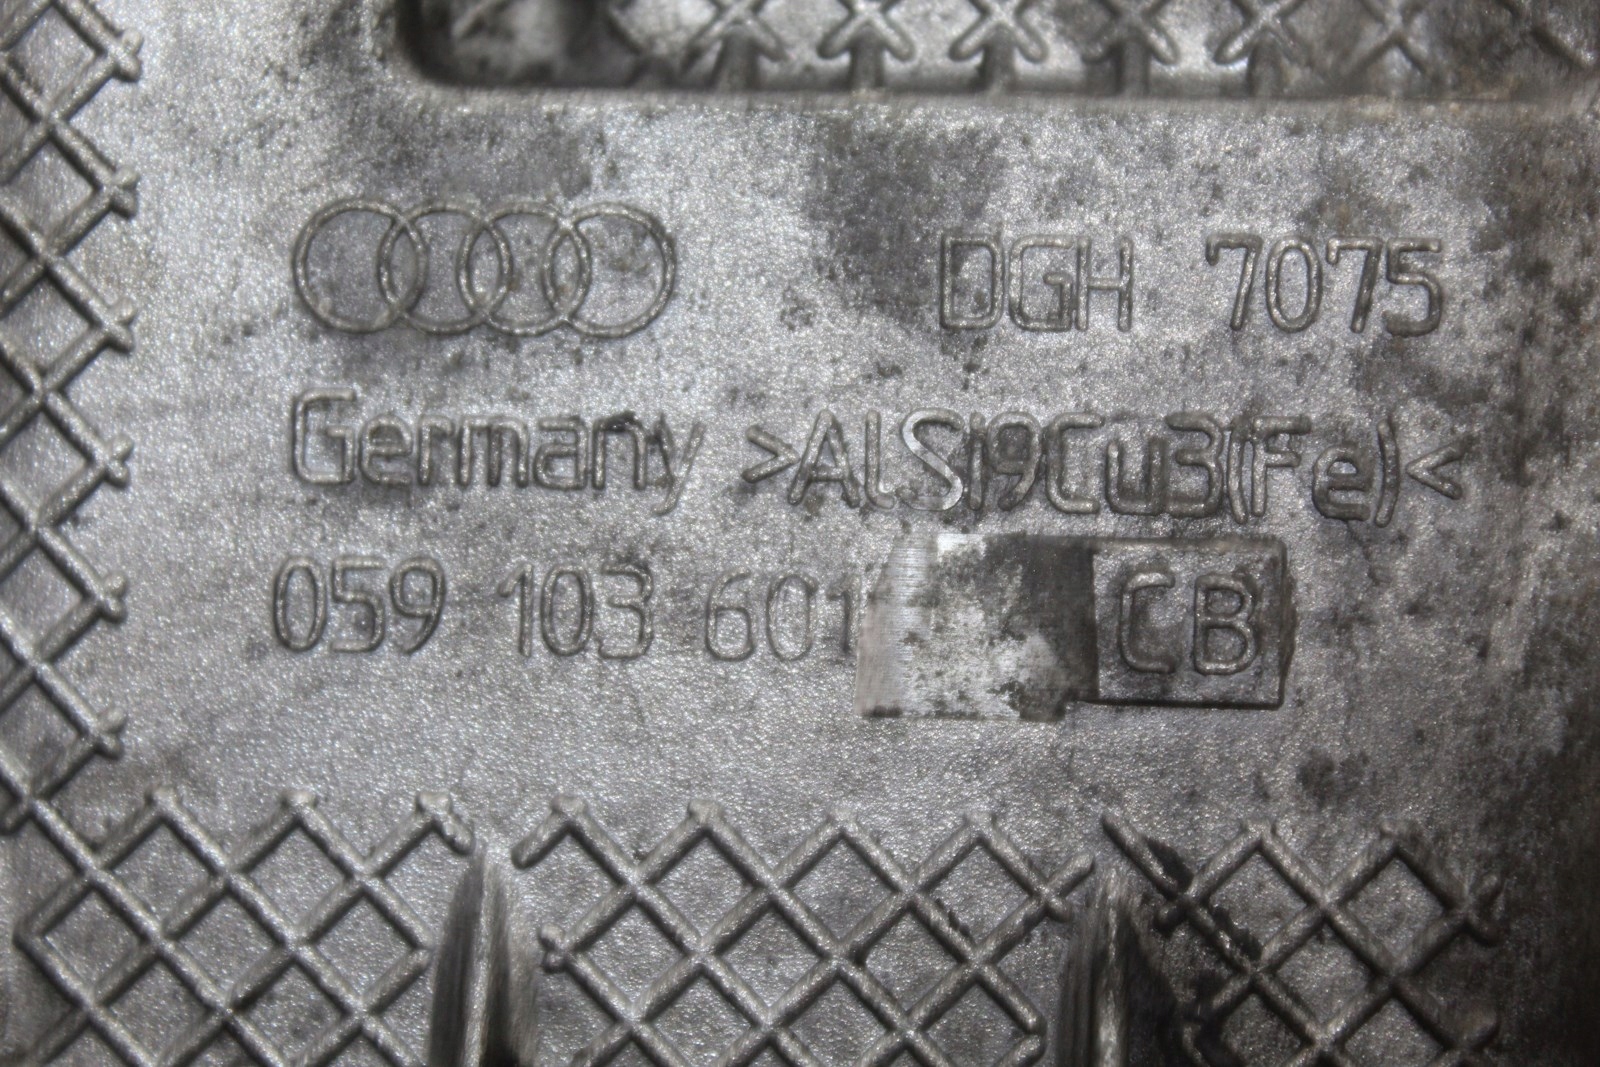 DGH 7075
Germany >AlSi9Cu3(Fe)<
059 103 601 CB